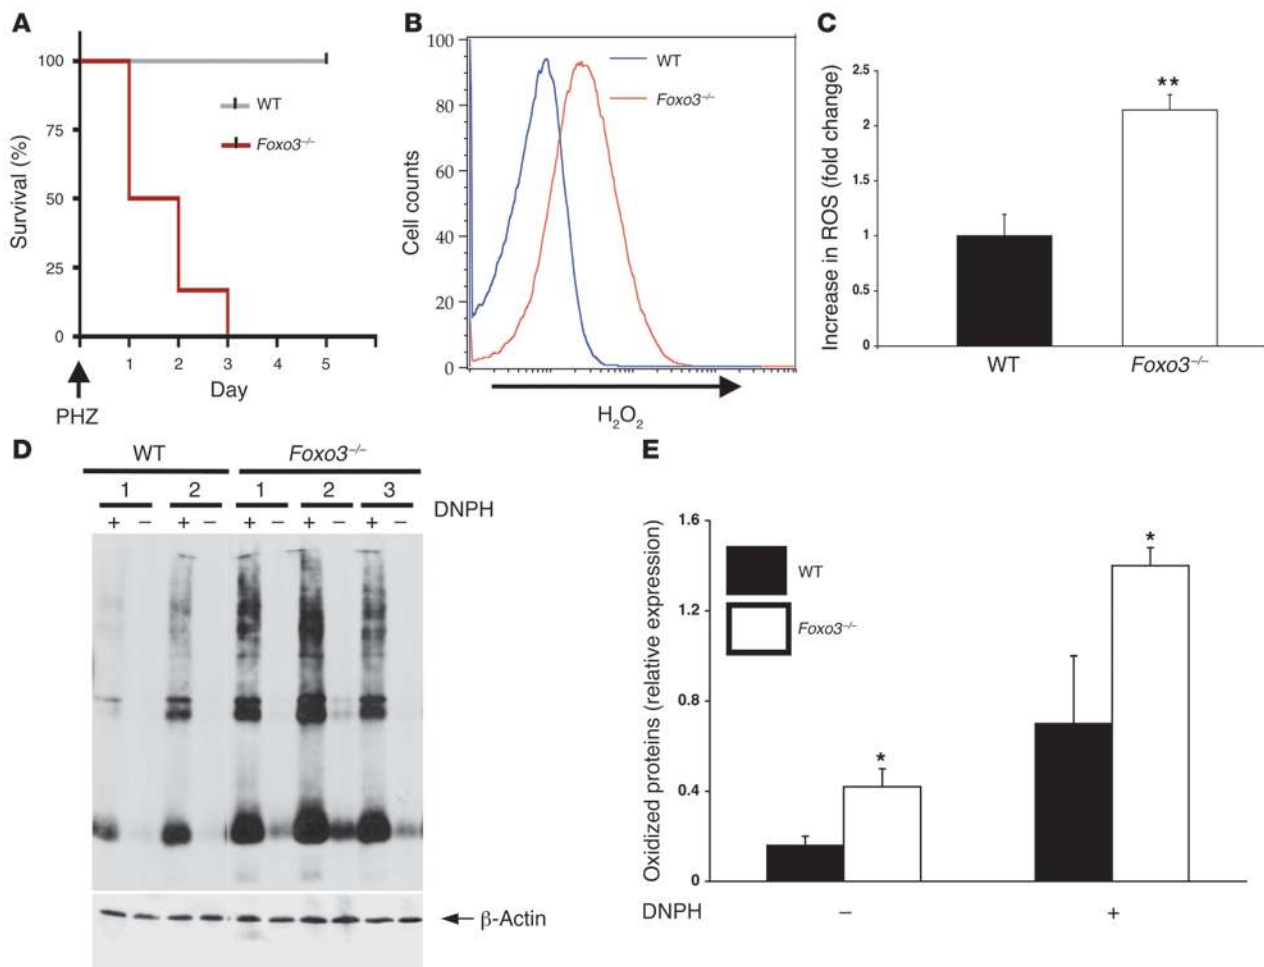 A
100
75
50
25
0
Survival (%)
WT
Foxo3–/–
1 2 3 4 5
Day
PHZ
B
100
80
60
40
20
0
Cell counts
WT
Foxo3–/–
H2O2
C
2.5
2
1.5
1
0.5
0
Increase in ROS (fold change)
**
WT Foxo3–/–
D
WT Foxo3–/–
1 2 1 2 3
DNPH
+ – + – + – + – + –
β-Actin
E
1.6
1.2
0.8
0.4
0
Oxidized proteins (relative expression)
WT
Foxo3–/–
*
*
DNPH – +